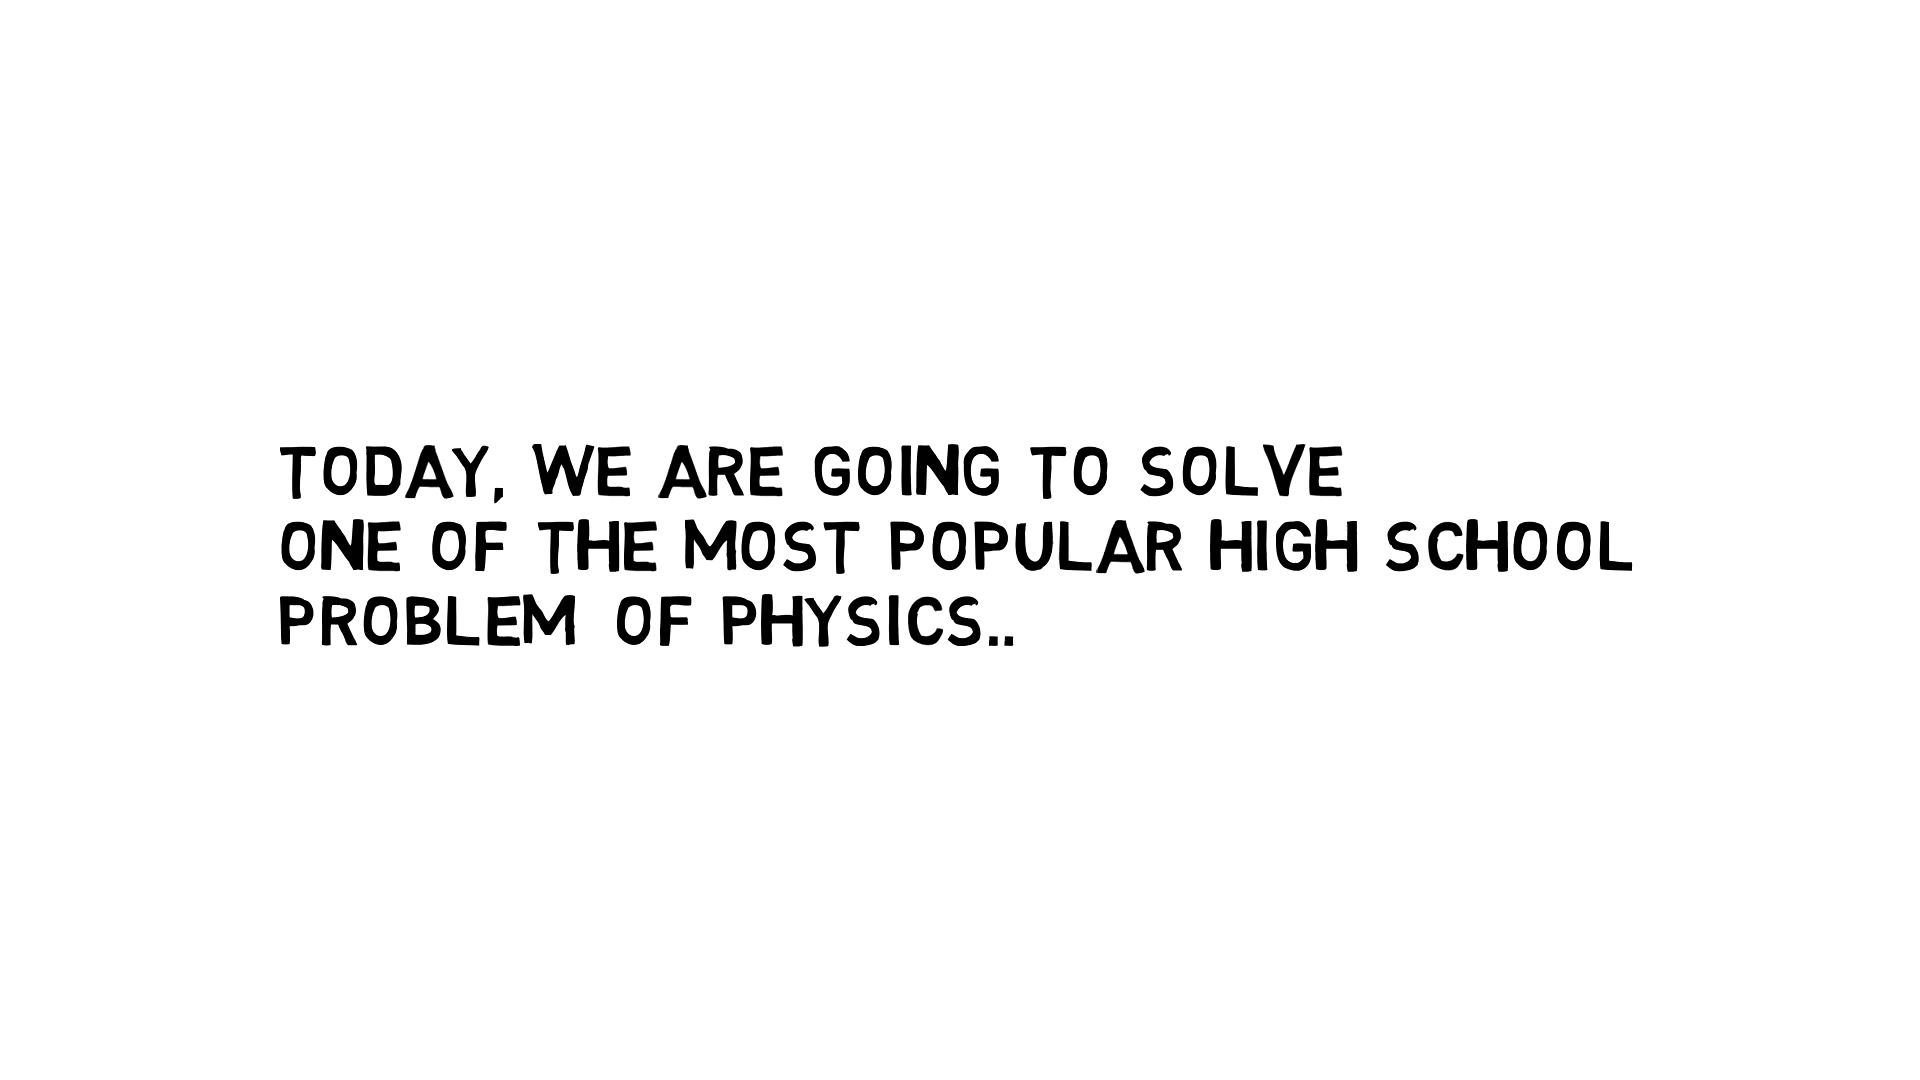 TODAY, WE ARE GOING TO SOLVE
ONE OF THE MOST POPULAR HIGH SCHOOL
PROBLEM OF PHYSICS..